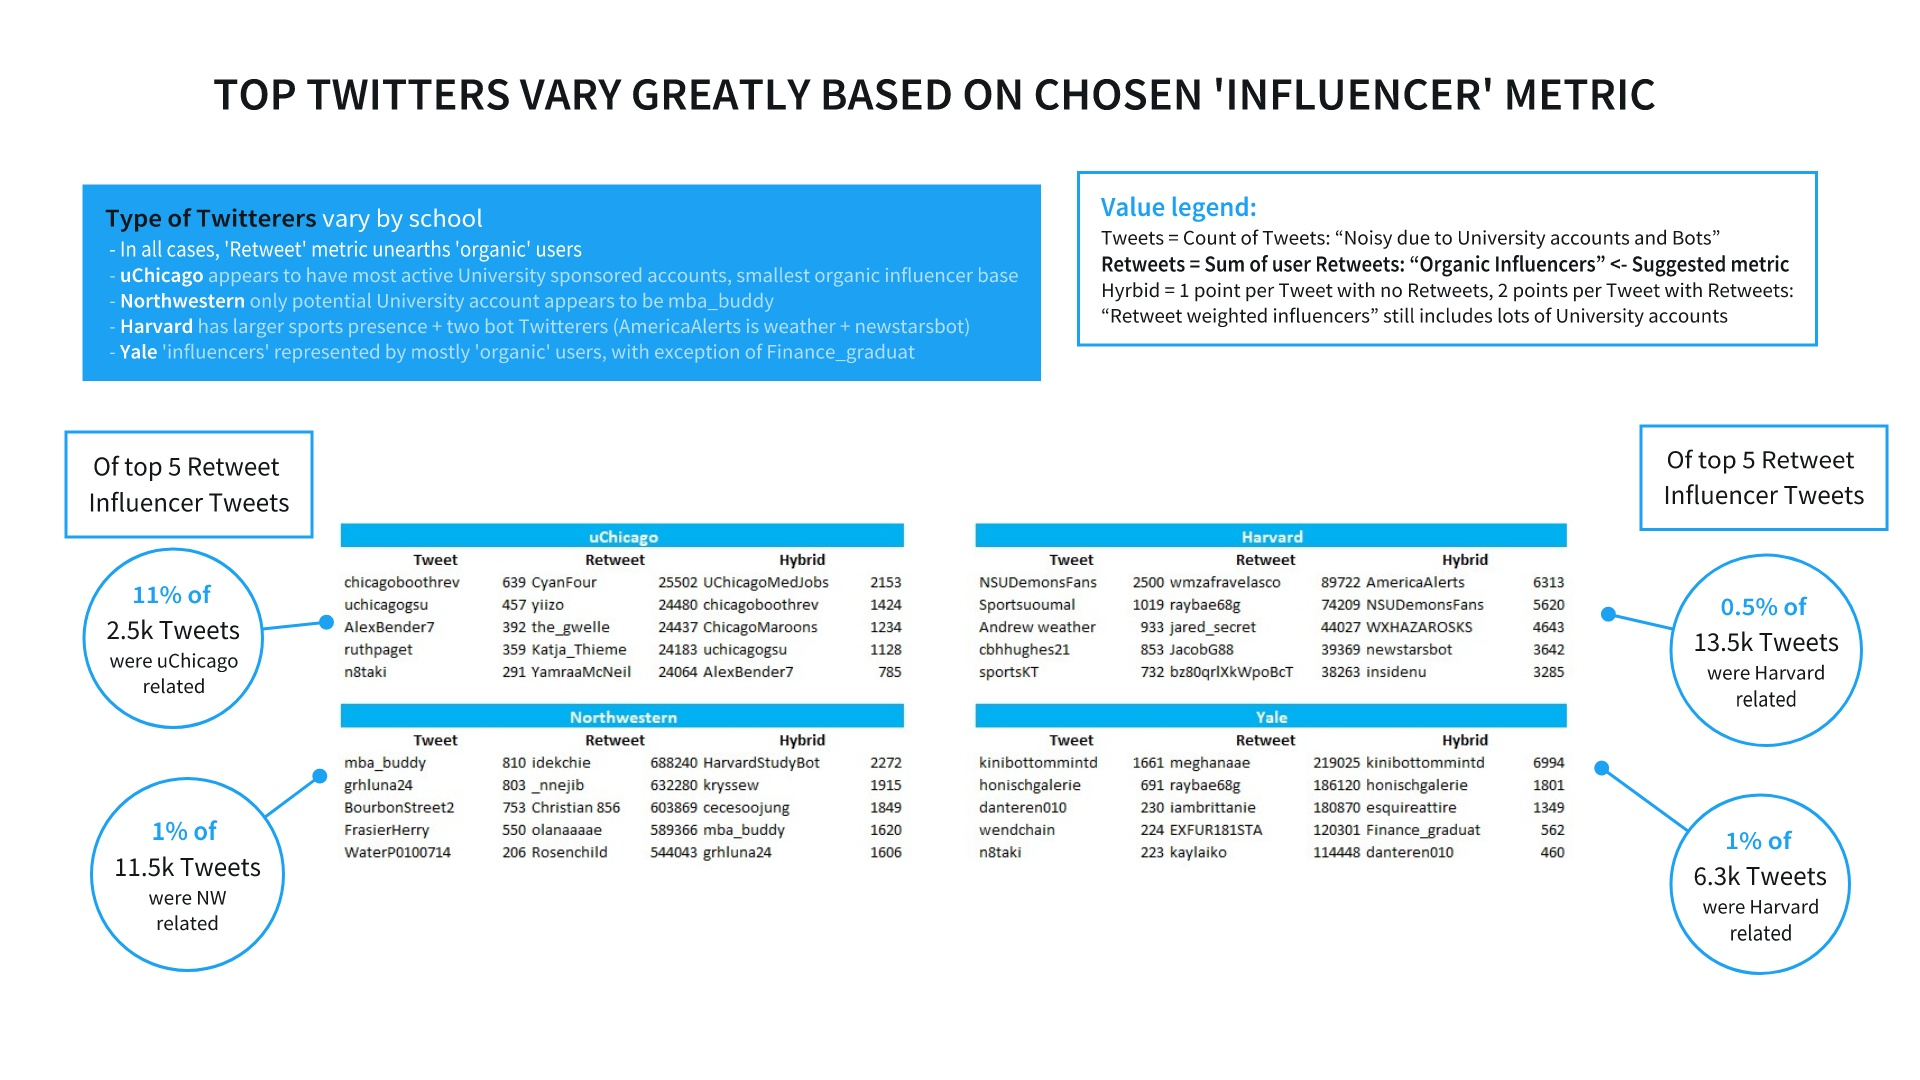 TOP TWITTERS VARY GREATLY BASED ON CHOSEN 'INFLUENCER' METRIC
Type of Twitterers vary by school
- In all cases, 'Retweet' metric unearths 'organic' users
- uChicago appears to have most active University sponsored accounts, smallest organic influencer base
- Northwestern only potential University account appears to be mba_buddy
- Harvard has larger sports presence + two bot Twitterers (AmericaAlerts is weather + newstarsbot)
- Yale 'influencers' represented by mostly 'organic' users, with exception of Finance_graduat
Value legend:
Tweets = Count of Tweets: “Noisy due to University accounts and Bots”
Retweets = Sum of user Retweets: “Organic Influencers” <- Suggested metric
Hyrbid = 1 point per Tweet with no Retweets, 2 points per Tweet with Retweets:
“Retweet weighted influencers” still includes lots of University accounts
Of top 5 Retweet
Influencer Tweets
11% of
2.5k Tweets
were uChicago
related
1% of
11.5k Tweets
were NW
related
uChicago
Tweet Retweet Hybrid
chicagoboothrev 639 CyanFour 25502 UChicagoMedJobs 2153
uchicagogsu 457 yiizo 24480 chicagoboothrev 1424
AlexBender7 392 the_gwelle 24437 ChicagoMaroons 1234
ruthpaget 359 Katja_Thieme 24183 uchicagogsu 1128
n8taki 291 YamraaMcNeil 24064 AlexBender7 785
Northwestern
Tweet Retweet Hybrid
mba_buddy 810 idekchie 688240 HarvardStudyBot 2272
grhluna24 803 _nnejib 632280 kryssew 1915
BourbonStreet2 753 Christian 856 603869 cecesoojung 1849
FrasierHerry 550 olanaaaae 589366 mba_buddy 1620
WaterP0100714 206 Rosenchild 544043 grhluna24 1606
Harvard
Tweet Retweet Hybrid
NSUDemonsFans 2500 wmzafravelasco 89722 AmericaAlerts 6313
Sportsuoumal 1019 raybae68g 74209 NSUDemonsFans 5620
Andrew weather 933 jared_secret 44027 WXHAZAROSKS 4643
cbhhughes21 853 JacobG88 39369 newstarsbot 3642
sportsKT 732 bz80qrlXkWpoBcT 38263 insidenu 3285
Yale
Tweet Retweet Hybrid
kinibottommintd 1661 meghanaae 219025 kinibottommintd 6994
honischgalerie 691 raybae68g 186120 honischgalerie 1801
danteren010 230 iambrittanie 180870 esquireattire 1349
wendchain 224 EXFUR181STA 120301 Finance_graduat 562
n8taki 223 kaylaiko 114448 danteren010 460
Of top 5 Retweet
Influencer Tweets
0.5% of
13.5k Tweets
were Harvard
related
1% of
6.3k Tweets
were Harvard
related